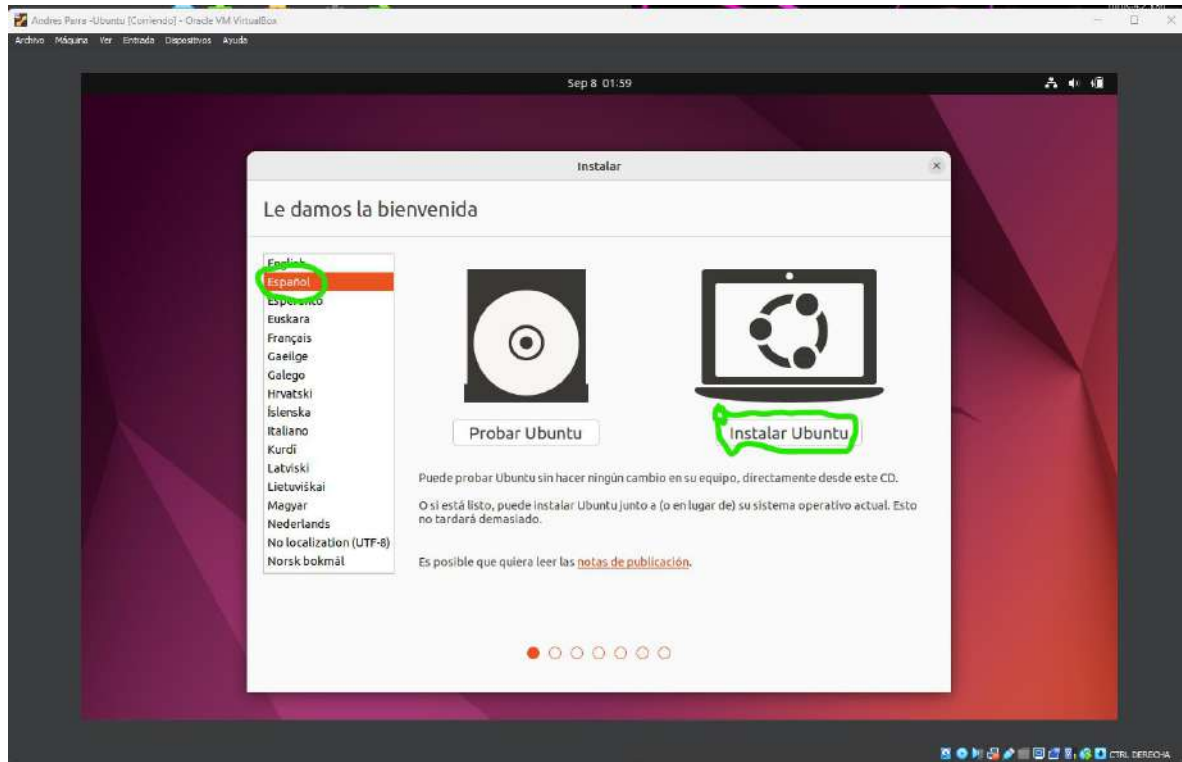 Andres Parra -Ubuntu [Corriendo] - Oracle VM VirtualBox
Archivo Máquina Ver Entrada Dispositivos Ayuda
Sep 8 01:59
Instalar
Le damos la bienvenida
English
Español
Esperanto
Euskara
Français
Gaeilge
Galego
Hrvatski
Íslenska
Italiano
Kurdî
Latviski
Lietuviškai
Magyar
Nederlands
No localization (UTF-8)
Norsk bokmål
Probar Ubuntu
Instalar Ubuntu
Puede probar Ubuntu sin hacer ningún cambio en su equipo, directamente desde este CD.
O si está listo, puede instalar Ubuntu junto a (o en lugar de) su sistema operativo actual. Esto
no tardará demasiado.
Es posible que quiera leer las notas de publicación.
CTRL DERECHA